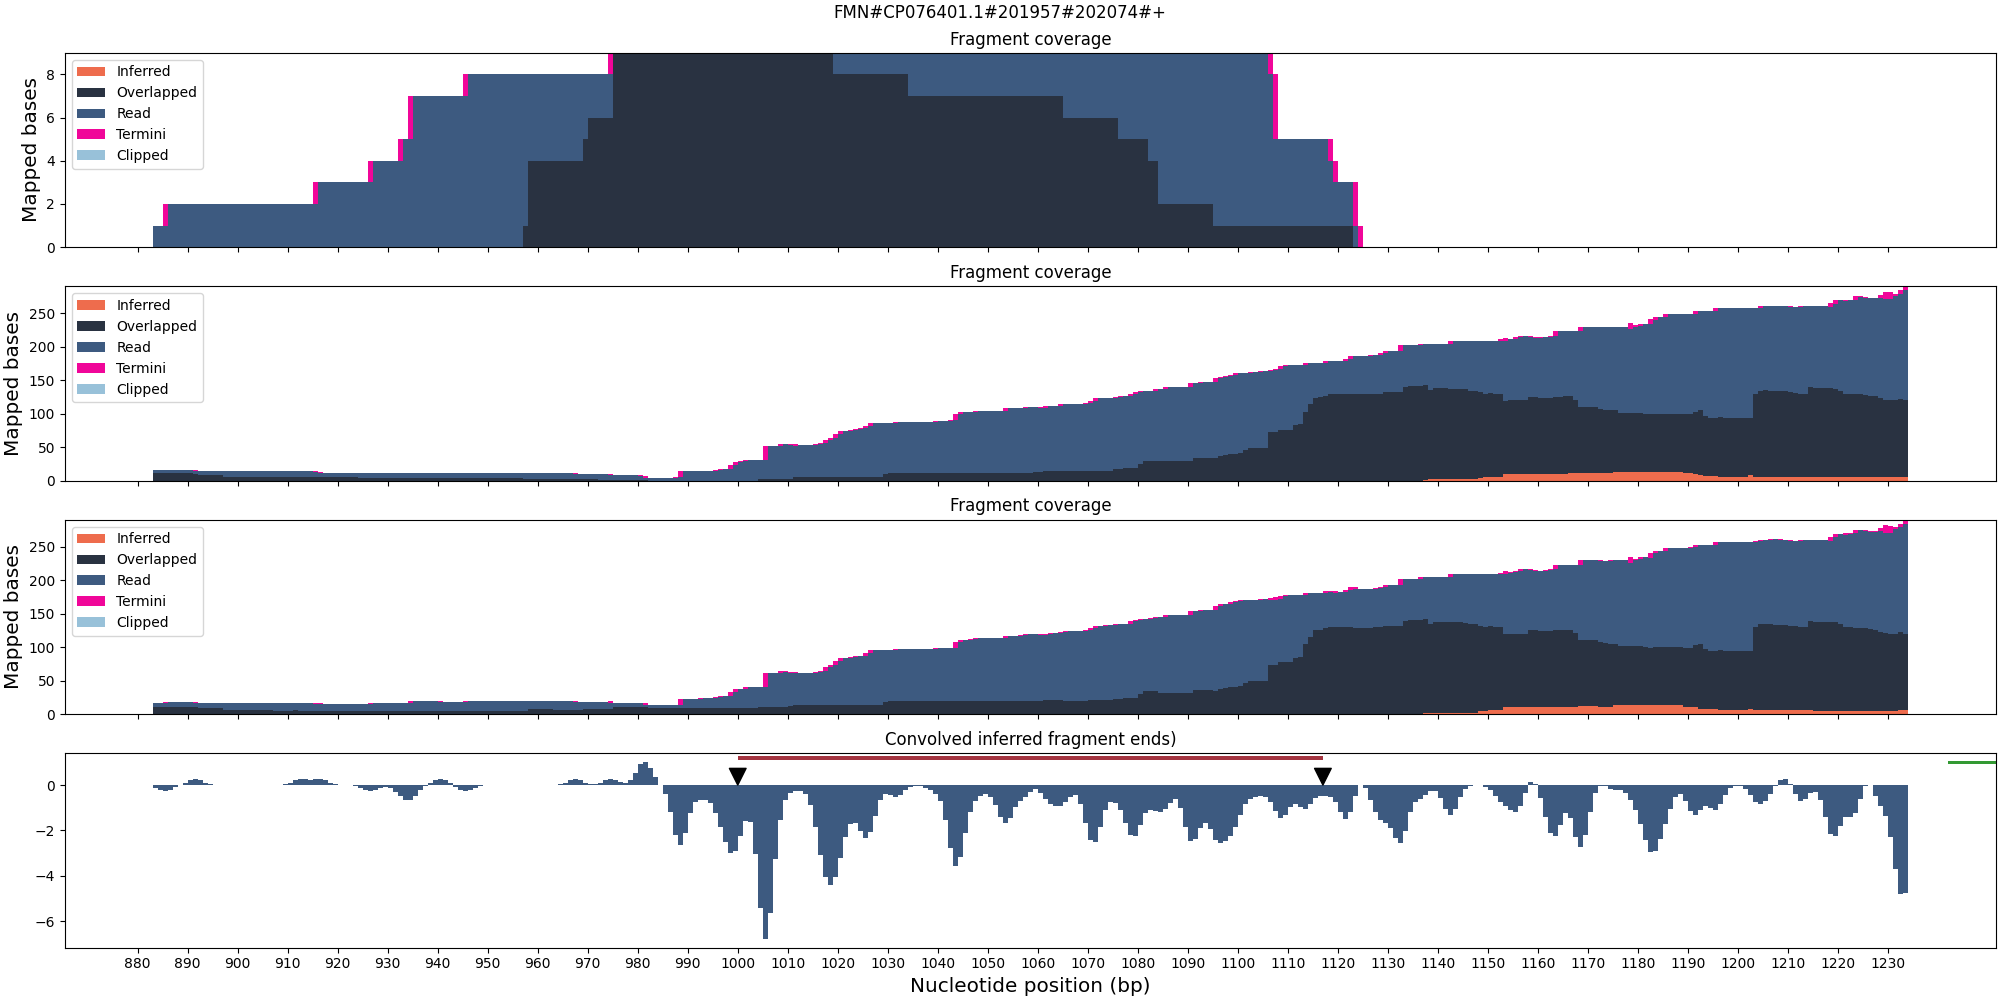 FMN#CP076401.1#201957#202074#+
Fragment coverage
Mapped bases
8
6
4
2
0
Inferred
Overlapped
Read
Termini
Clipped
Fragment coverage
Mapped bases
250
200
150
100
50
0
Inferred
Overlapped
Read
Termini
Clipped
Fragment coverage
Mapped bases
250
200
150
100
50
0
Inferred
Overlapped
Read
Termini
Clipped
Convolved inferred fragment ends)
0
−2
−4
−6
880 890 900 910 920 930 940 950 960 970 980 990 1000 1010 1020 1030 1040 1050 1060 1070 1080 1090 1100 1110 1120 1130 1140 1150 1160 1170 1180 1190 1200 1210 1220 1230
Nucleotide position (bp)